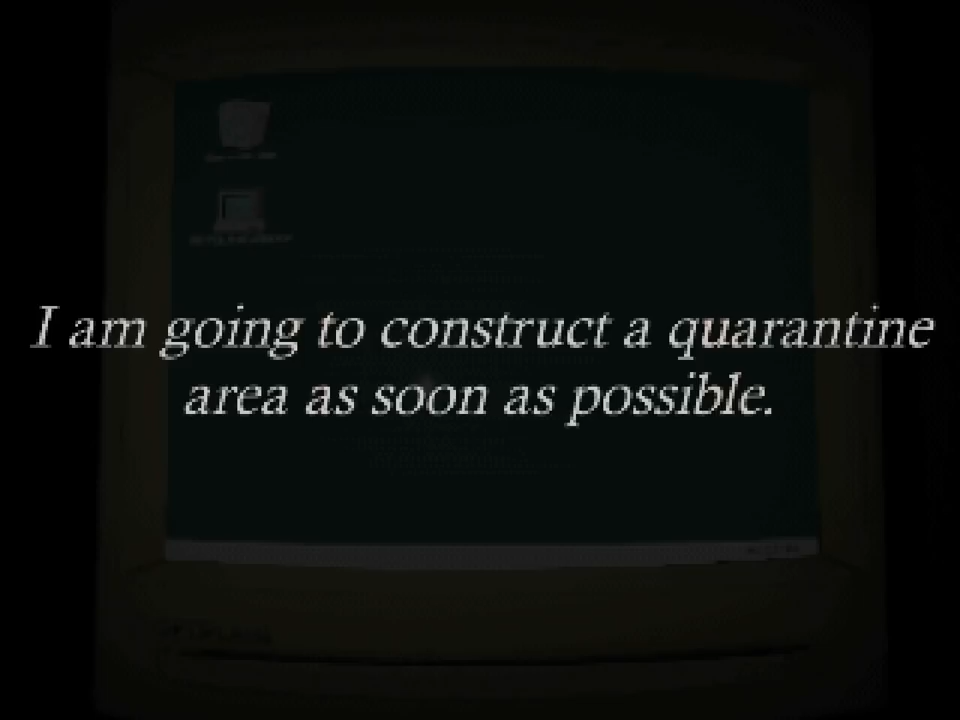 I am going to construct a quarantine
area as soon as possible.